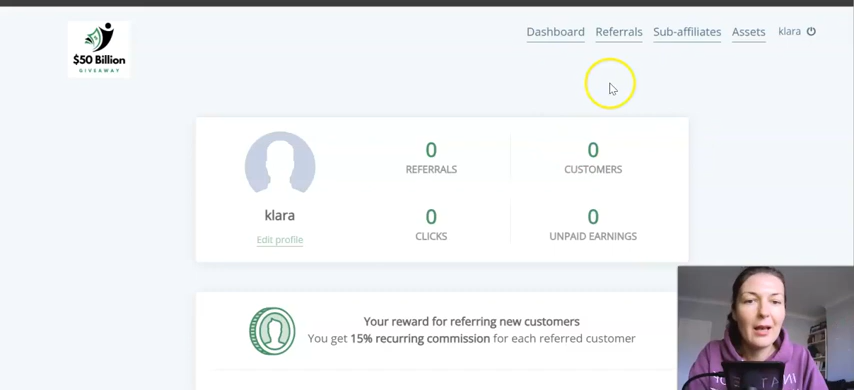 $50 Billion
GIVEAWAY
Dashboard Referrals Sub-affiliates Assets klara
0
REFERRALS
0
CUSTOMERS
klara
Edit profile
0
CLICKS
0
UNPAID EARNINGS
Your reward for referring new customers
You get 15% recurring commission for each referred customer